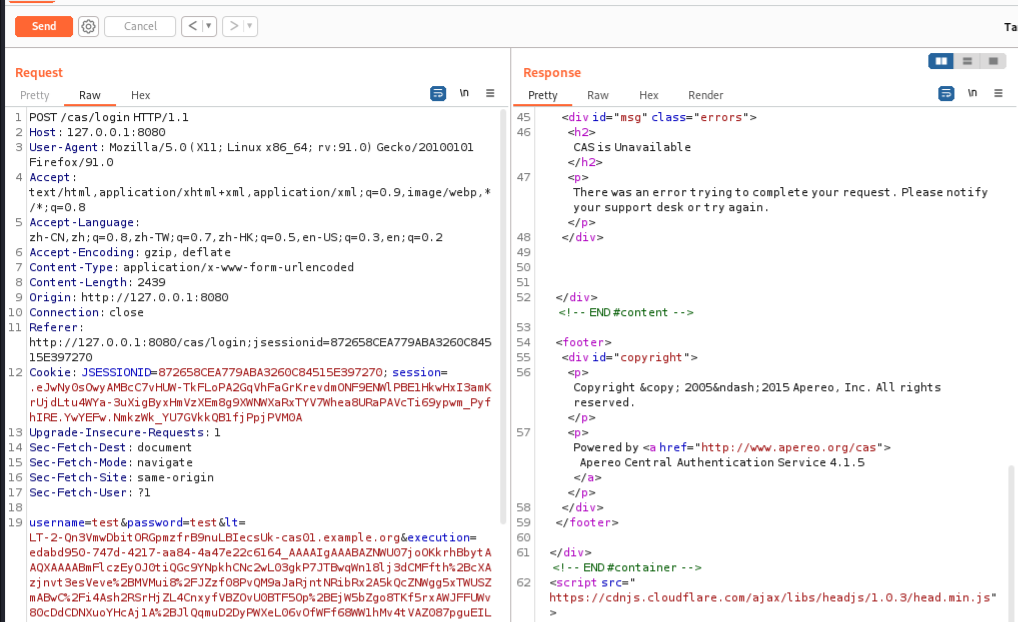 Send
Cancel
<
>
Ta
Request
Pretty
Raw
Hex
\n
1 POST /cas/login HTTP/1.1
2 Host: 127.0.0.1:8080
3 User-Agent: Mozilla/5.0 (X11; Linux x86_64; rv:91.0) Gecko/20100101
Firefox/91.0
4 Accept:
text/html,application/xhtml+xml,application/xml;q=0.9,image/webp,*
/*;q=0.8
5 Accept-Language:
zh-CN,zh;q=0.8,zh-TW;q=0.7,zh-HK;q=0.5,en-US;q=0.3,en;q=0.2
6 Accept-Encoding: gzip, deflate
7 Content-Type: application/x-www-form-urlencoded
8 Content-Length: 2439
9 Origin: http://127.0.0.1:8080
10 Connection: close
11 Referer:
http://127.0.0.1:8080/cas/login;jsessionid=872658CEA779ABA3260C845
15E397270
12 Cookie: JSESSIONID=872658CEA779ABA3260C84515E397270; session=
.eJwNyOsOwyAMBcC7vHUW-TkFLoPA2GqVhFaGrKrevdmONF9ENWlPBE1HkwHxI3amK
rUjdLtu4WYa-3uXigByxHmVzXEm8g9XWNWXaRxTYV7Whea8URaPAVcTi69ypwm_Pyf
hIRE.YwYEFw.NmkzWk_YU7GVkkQB1fjPpjPVM0A
13 Upgrade-Insecure-Requests: 1
14 Sec-Fetch-Dest: document
15 Sec-Fetch-Mode: navigate
16 Sec-Fetch-Site: same-origin
17 Sec-Fetch-User: ?1
18
19 username=test&password=test&lt=
LT-2-Qn3VmwDbitORGpmzfrB9nuLBIecsUk-cas01.example.org&execution=
edabd950-747d-4217-aa84-4a47e22c6164_AAAAIgAAABAZNWU07joOKkrhBbytA
AQXNpkhCNc2wL03gkP7JTBwqWn18lj3dCMFfth%2BcXA
zjnvt3esVeve%2BMVMui8%2FJZzf08PvQM9aJaRjntNRibRx2A5kQcZNWgg5xTWUSZ
mABwC%2Fi4Ash2RSrHjZL4CnxyfVBZOvU0BTF50p%2BEjW5bZgo8TKf5rxAWJFFUWv
80cDdCDNXuoYHcAj1A%2BJlQqmuD2DyPWXeL06vOfWFf68WW1hMv4tVAZ087pguEIL
Response
Pretty
Raw
Hex
Render
\n
45 <div id="msg" class="errors">
46 <h2>
CAS is Unavailable
</h2>
47 <p>
There was an error trying to complete your request. Please notify
your support desk or try again.
</p>
48 </div>
49
50
51
52 </div>
<!-- END #content -->
53
54 <footer>
55 <div id="copyright">
56 <p>
Copyright &copy; 2005&ndash;2015 Apereo, Inc. All rights
reserved.
</p>
57 <p>
Powered by <a href="http://www.apereo.org/cas">
Apereo Central Authentication Service 4.1.5
</a>
</p>
58 </div>
59 </footer>
60
61 </div>
<!-- END #container -->
62 <script src="
https://cdnjs.cloudflare.com/ajax/libs/headjs/1.0.3/head.min.js"
>